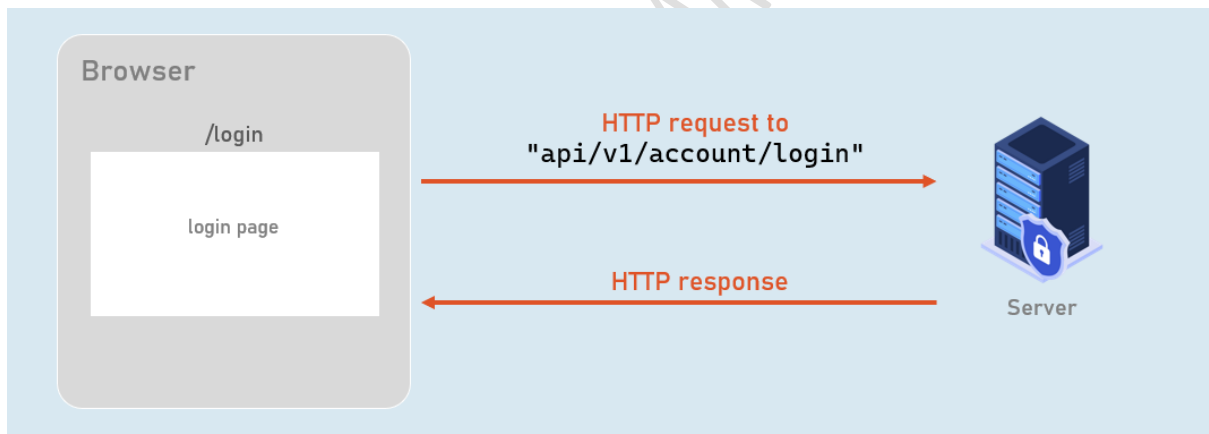 Browser
/login
login page
HTTP request to
"api/v1/account/login"
HTTP response
Server